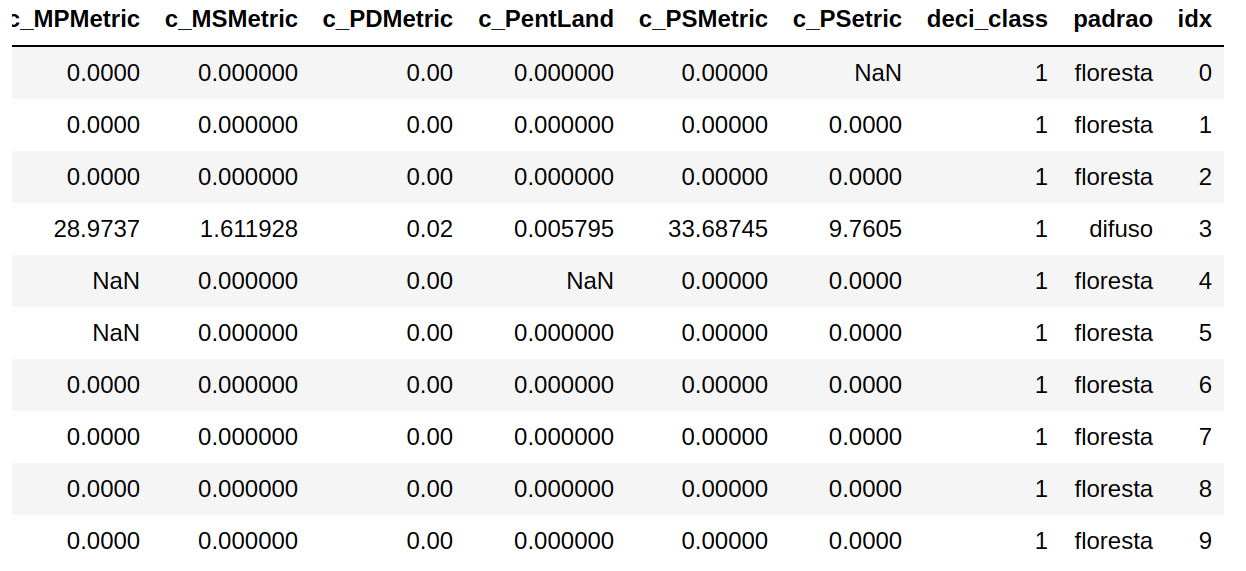 c_MPMetric c_MSMetric c_PDMetric c_PentLand c_PSMetric c_PSetric deci_class padrao idx
0.0000 0.000000 0.00 0.000000 0.00000 NaN 1 floresta 0
0.0000 0.000000 0.00 0.000000 0.00000 0.0000 1 floresta 1
0.0000 0.000000 0.00 0.000000 0.00000 0.0000 1 floresta 2
28.9737 1.611928 0.02 0.005795 33.68745 9.7605 1 difuso 3
NaN 0.000000 0.00 NaN 0.00000 0.0000 1 floresta 4
NaN 0.000000 0.00 0.000000 0.00000 0.0000 1 floresta 5
0.0000 0.000000 0.00 0.000000 0.00000 0.0000 1 floresta 6
0.0000 0.000000 0.00 0.000000 0.00000 0.0000 1 floresta 7
0.0000 0.000000 0.00 0.000000 0.00000 0.0000 1 floresta 8
0.0000 0.000000 0.00 0.000000 0.00000 0.0000 1 floresta 9